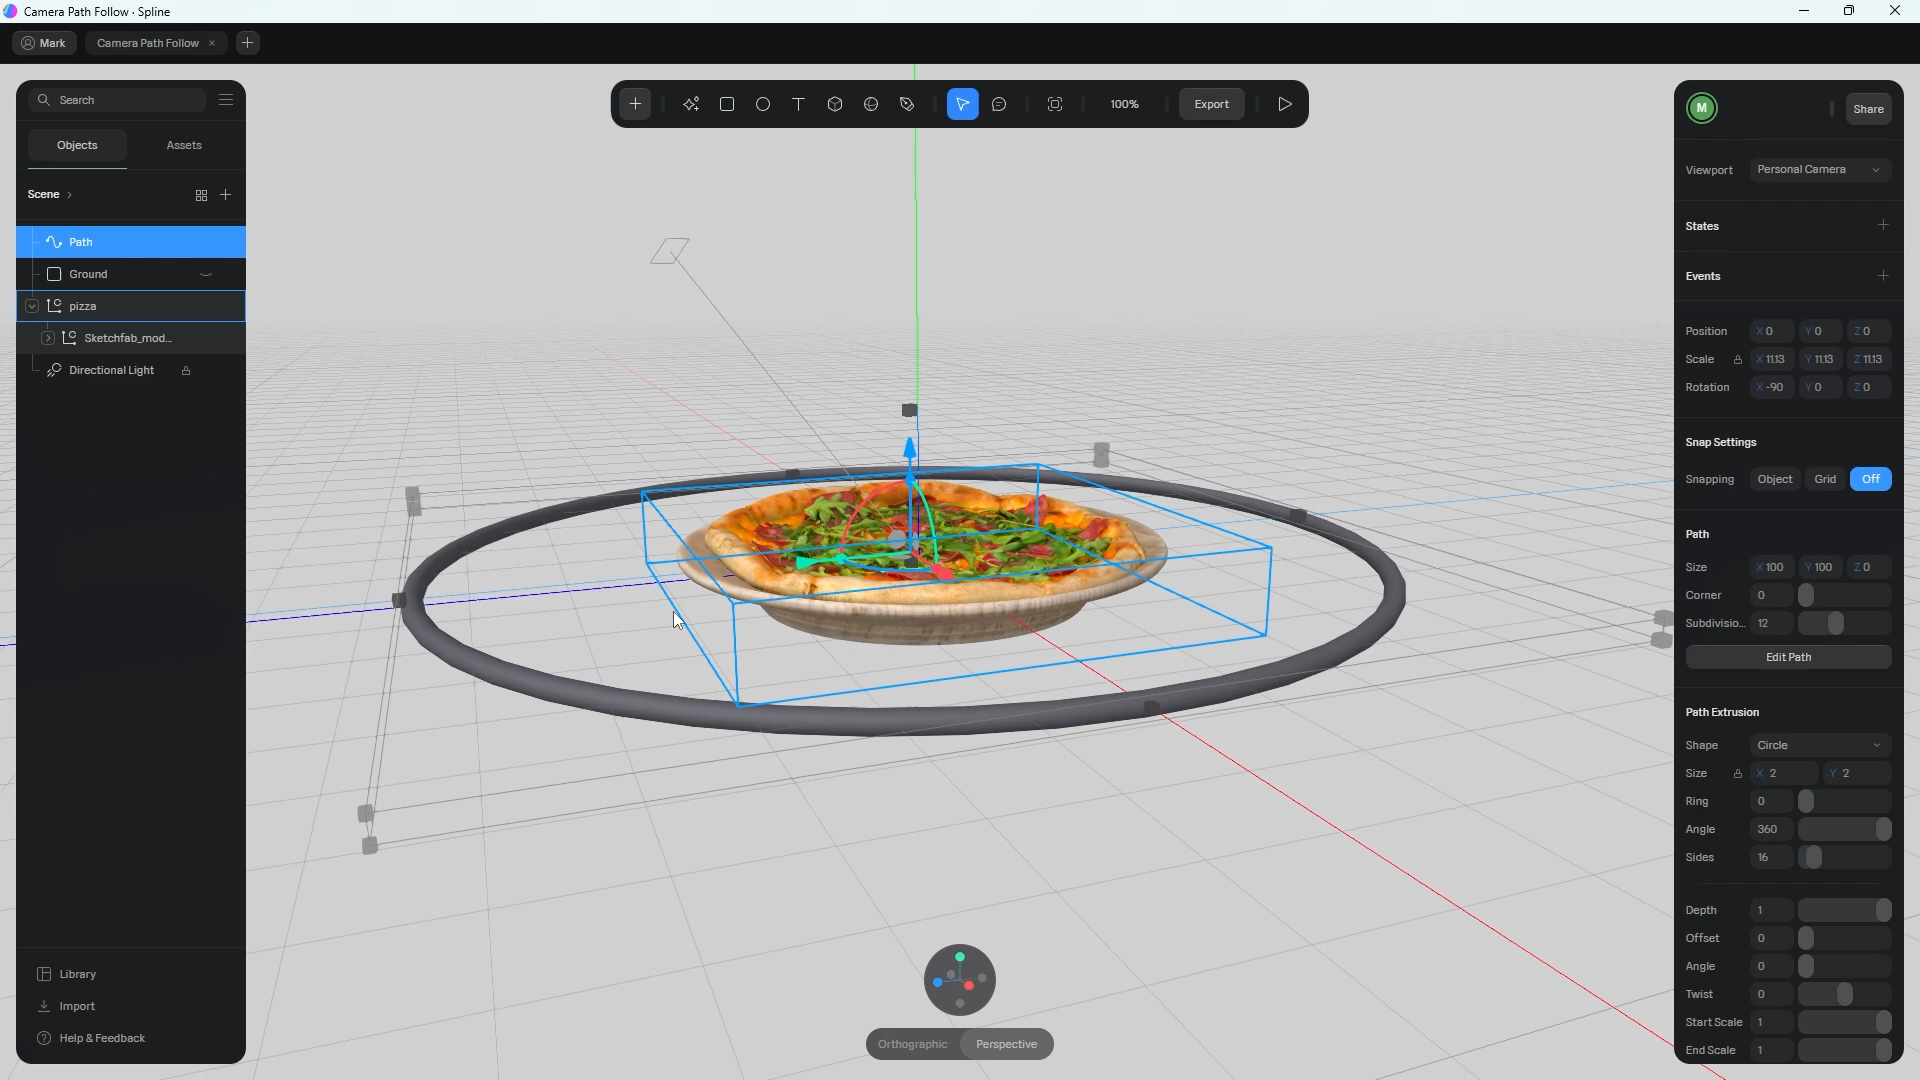 Camera Path Follow · Spline
Mark
Camera Path Follow
Search
Objects
Assets
Scene
Path
Ground
pizza
Sketchfab_mod...
Directional Light
Library
Import
Help & Feedback
100%
Export
Orthographic
Perspective
M
Share
Viewport Personal Camera
States
Events
Position X 0 Y 0 Z 0
Scale X 11.13 Y 11.13 Z 11.13
Rotation X -90 Y 0 Z 0
Snap Settings
Snapping Object Grid Off
Path
Size X 100 Y 100 Z 0
Corner 0
Subdivisio... 12
Edit Path
Path Extrusion
Shape Circle
Size X 2 Y 2
Ring 0
Angle 360
Sides 16
Depth 1
Offset 0
Angle 0
Twist 0
Start Scale 1
End Scale 1